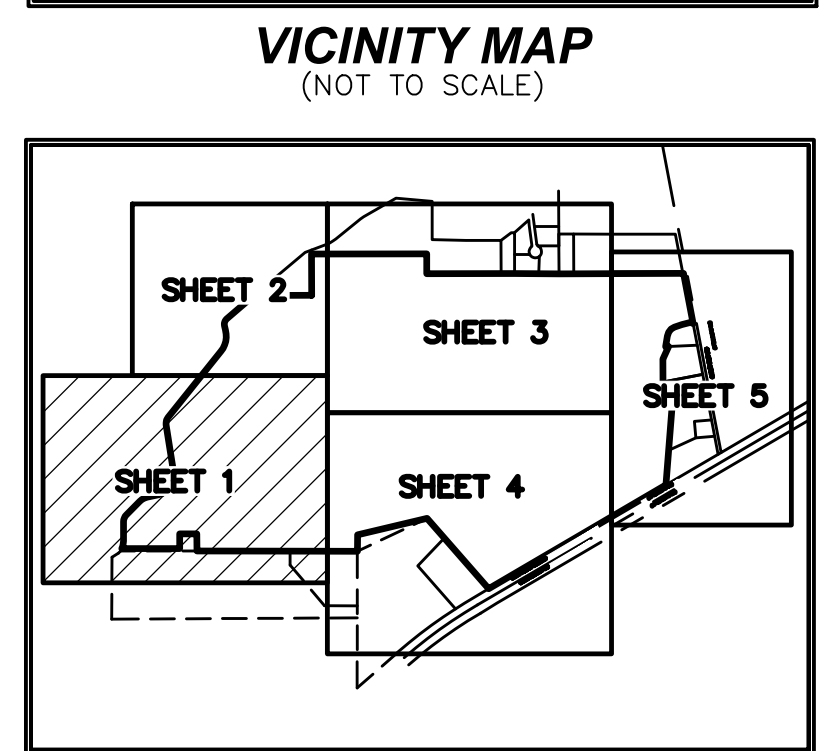 VICINITY MAP
(NOT TO SCALE)
SHEET 2
SHEET 3
SHEET 5
SHEET 1
SHEET 4